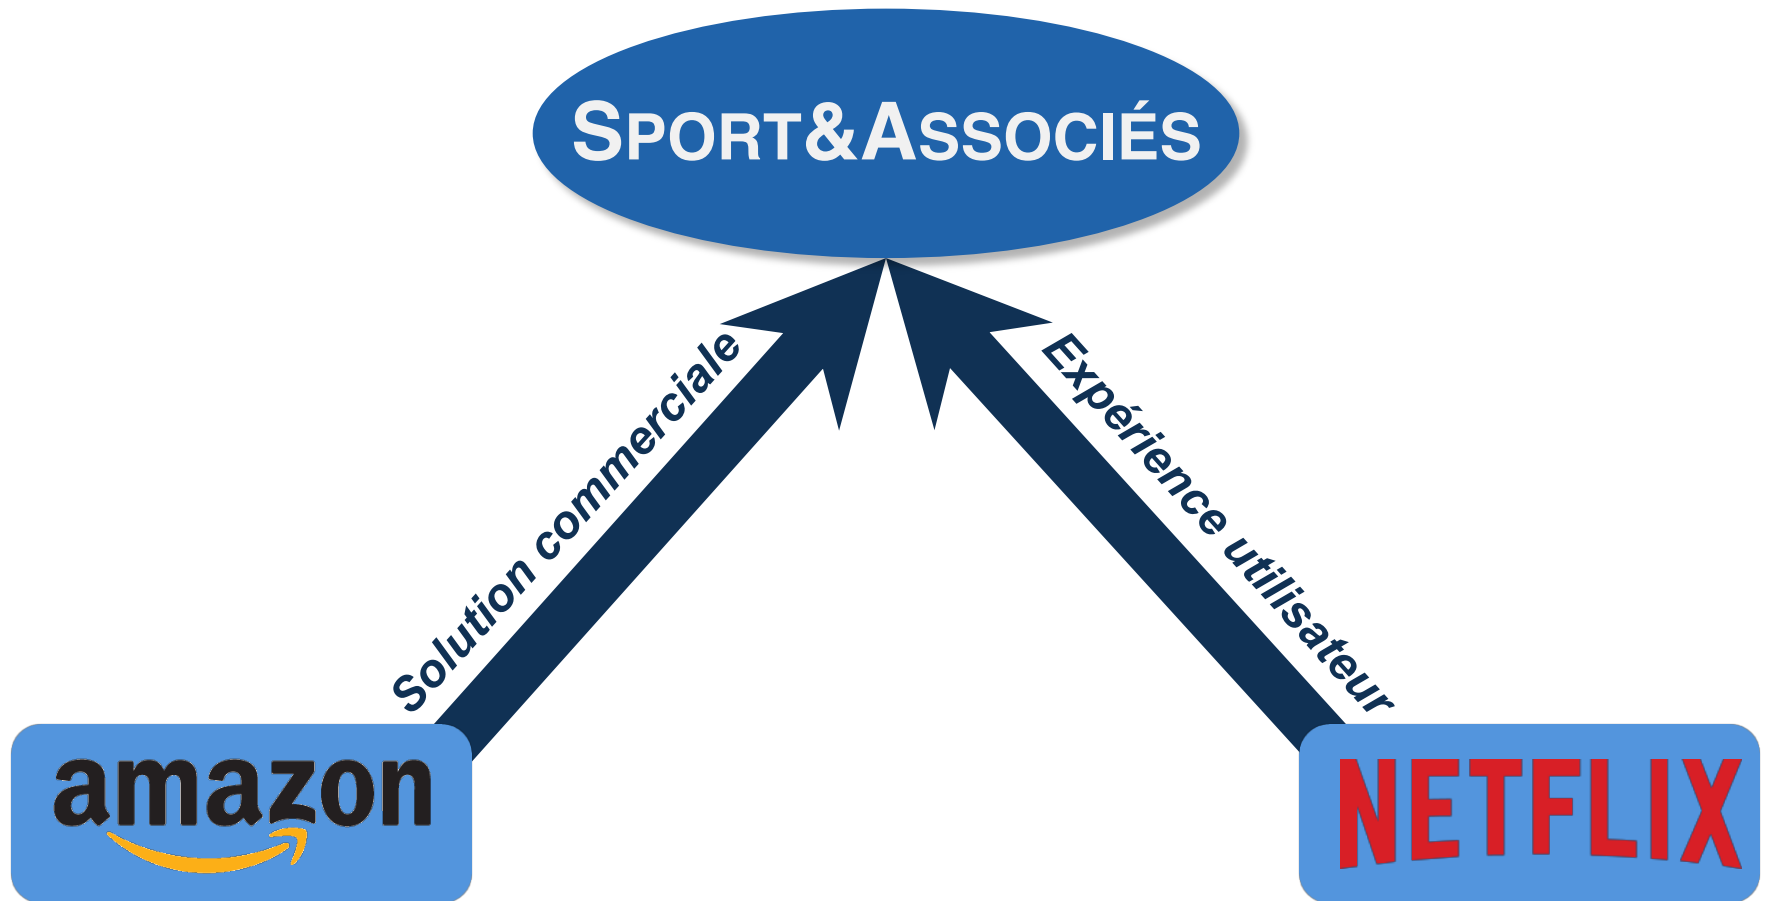 SPORT&ASSOCIÉS
Solution commerciale
Expérience utilisateur
amazon
NETFLIX